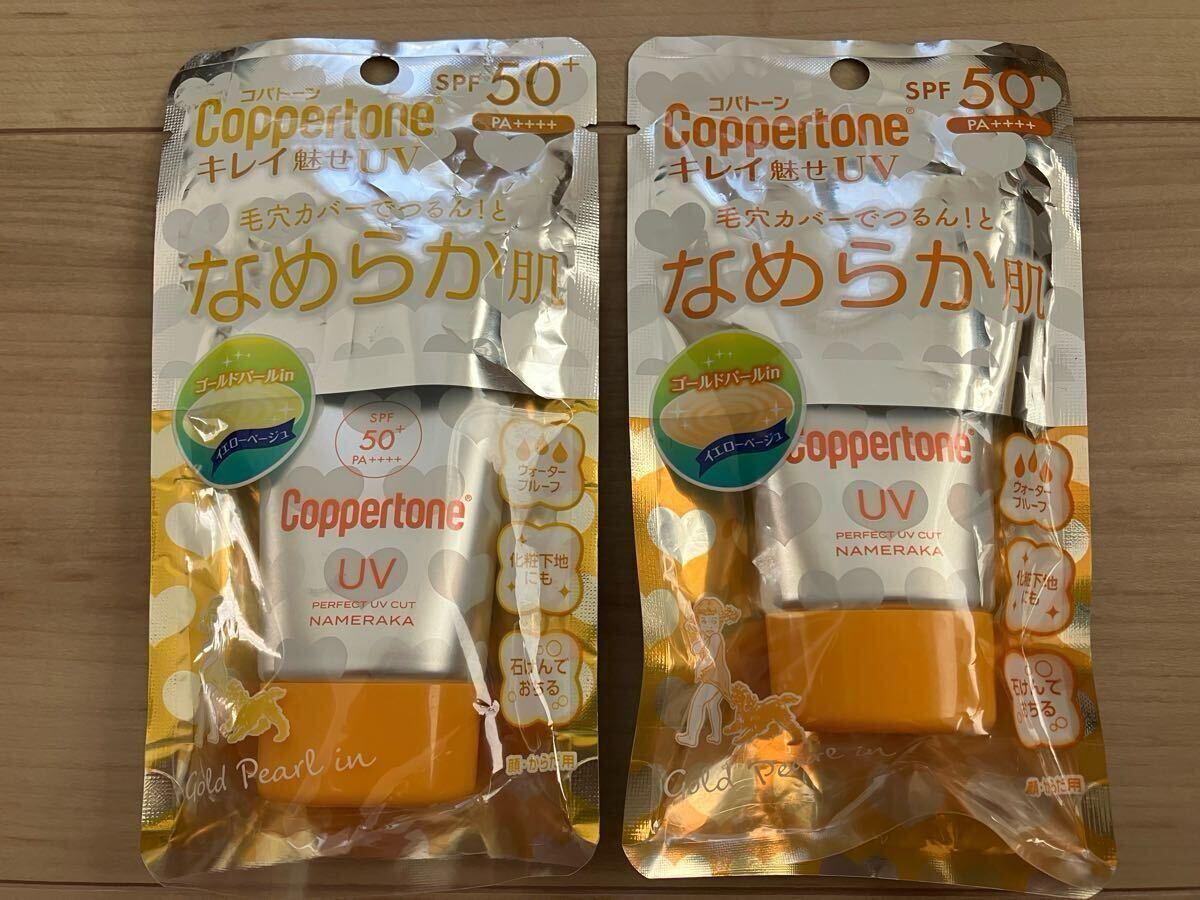 コパトーン
Coppertone®
SPF 50+
PA++++
キレイ魅せUV
毛穴カバーでつるん!と
なめらか肌
ゴールドパールin
イエローベージュ
SPF
50+
PA++++
Coppertone®
UV
PERFECT UV CUT
NAMERAKA
ウォーター
プルーフ
化粧下地
にも
石けんで
おちる
Gold Pearl in
顔・からだ用
コパトーン
Coppertone®
SPF 50+
PA++++
キレイ魅せUV
毛穴カバーでつるん!と
なめらか肌
ゴールドパールin
イエローベージュ
Coppertone
UV
PERFECT UV CUT
NAMERAKA
ウォーター
プルーフ
化粧下地
にも
石けんで
おちる
Gold Pearl in
顔・からだ用